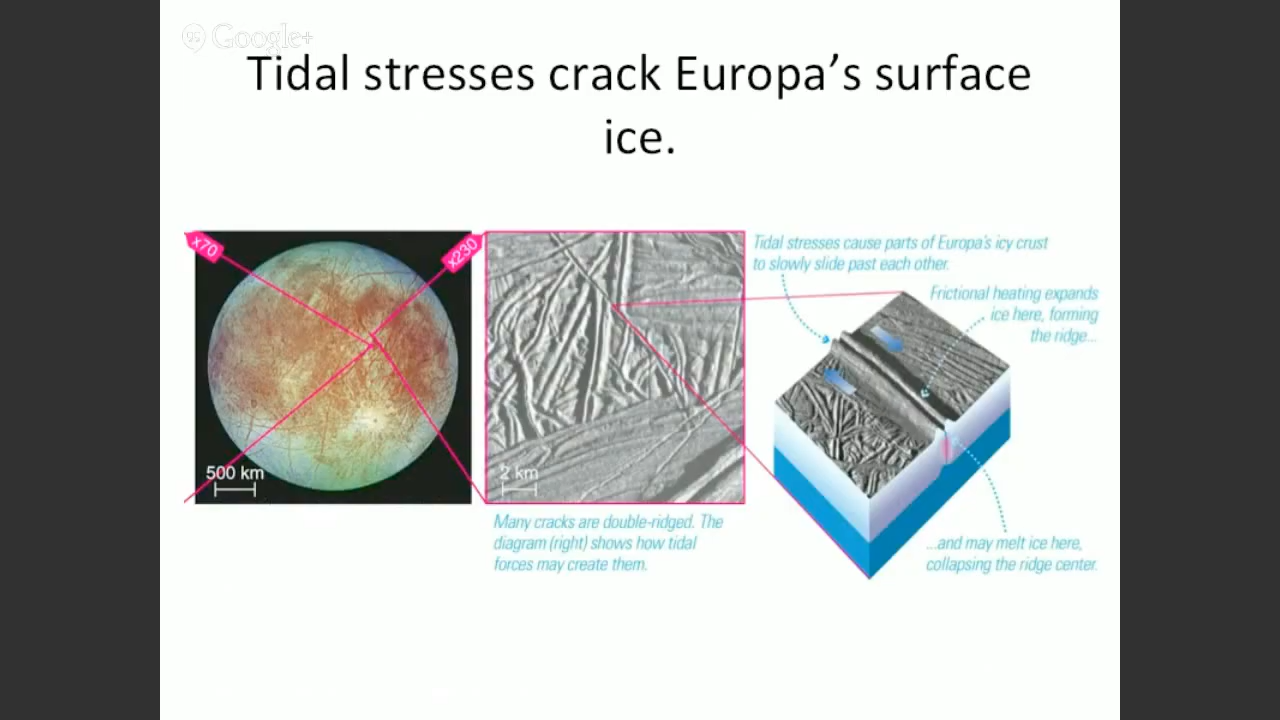 Google+
Tidal stresses crack Europa’s surface
ice.
x70
x230
500 km
2 km
Many cracks are double-ridged. The
diagram (right) shows how tidal
forces may create them.
Tidal stresses cause parts of Europa's icy crust
to slowly slide past each other.
Frictional heating expands
ice here, forming
the ridge...
...and may melt ice here,
collapsing the ridge center.